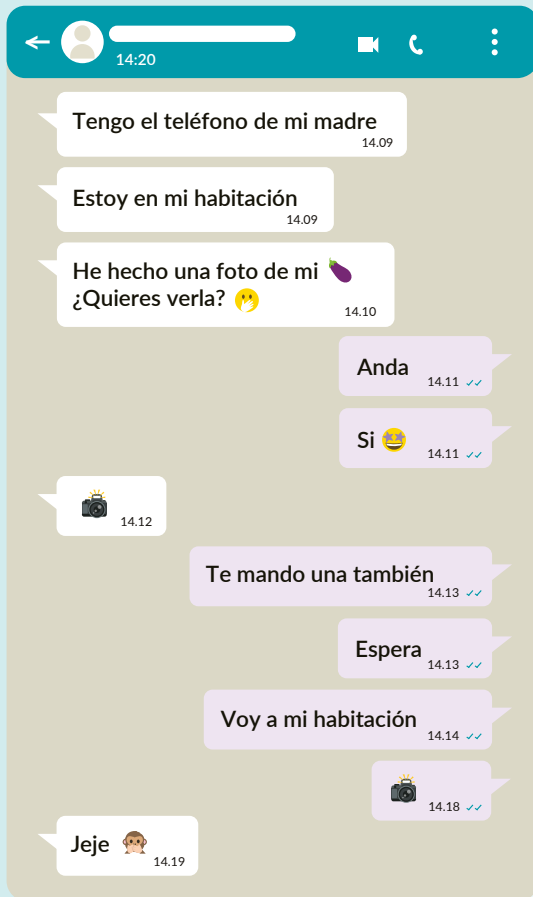 14:20
Tengo el teléfono de mi madre
14.09
Estoy en mi habitación
14.09
He hecho una foto de mi 🍆
¿Quieres verla? 🤭
14.10
Anda
14.11
Si 🤩
14.11
📸
14.12
Te mando una también
14.13
Espera
14.13
Voy a mi habitación
14.14
📸
14.18
Jeje 🙊
14.19